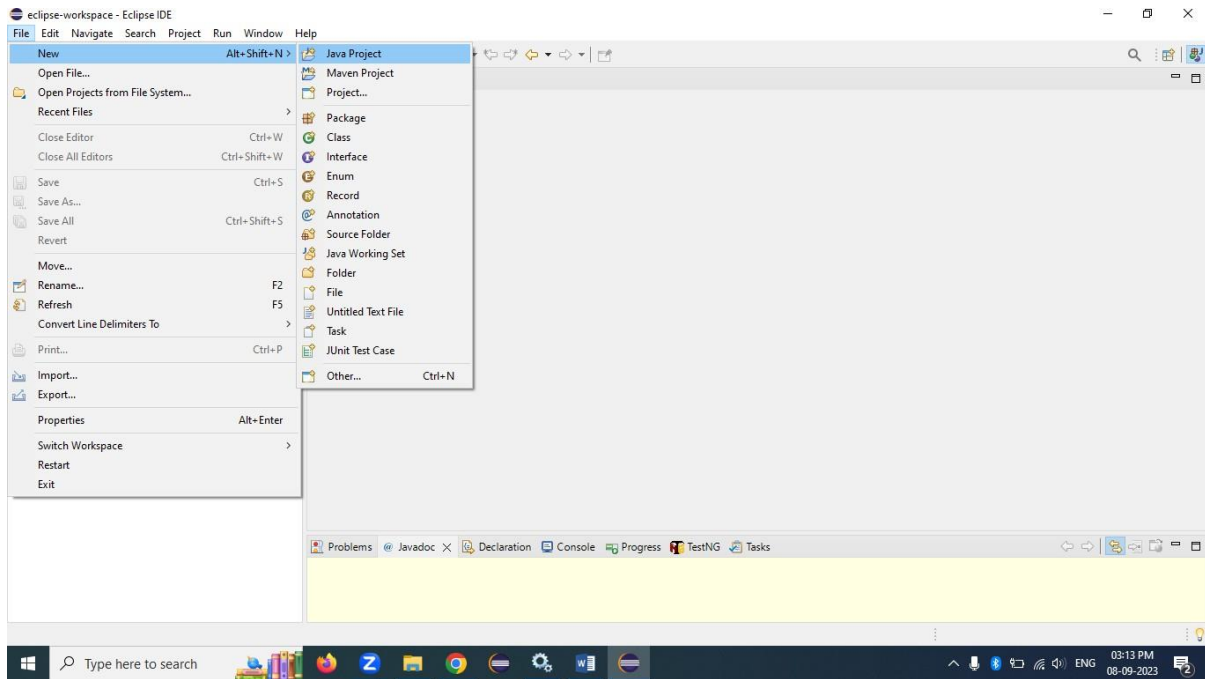 eclipse-workspace - Eclipse IDE
File Edit Navigate Search Project Run Window Help
New Alt+Shift+N >
Open File...
Open Projects from File System...
Recent Files >
Close Editor Ctrl+W
Close All Editors Ctrl+Shift+W
Save Ctrl+S
Save As...
Save All Ctrl+Shift+S
Revert
Move...
Rename... F2
Refresh F5
Convert Line Delimiters To >
Print... Ctrl+P
Import...
Export...
Properties Alt+Enter
Switch Workspace >
Restart
Exit
Java Project
Maven Project
Project...
Package
Class
Interface
Enum
Record
Annotation
Source Folder
Java Working Set
Folder
File
Untitled Text File
Task
JUnit Test Case
Other... Ctrl+N
Problems @ Javadoc Declaration Console Progress TestNG Tasks
Type here to search
ENG
03:13 PM
08-09-2023
2